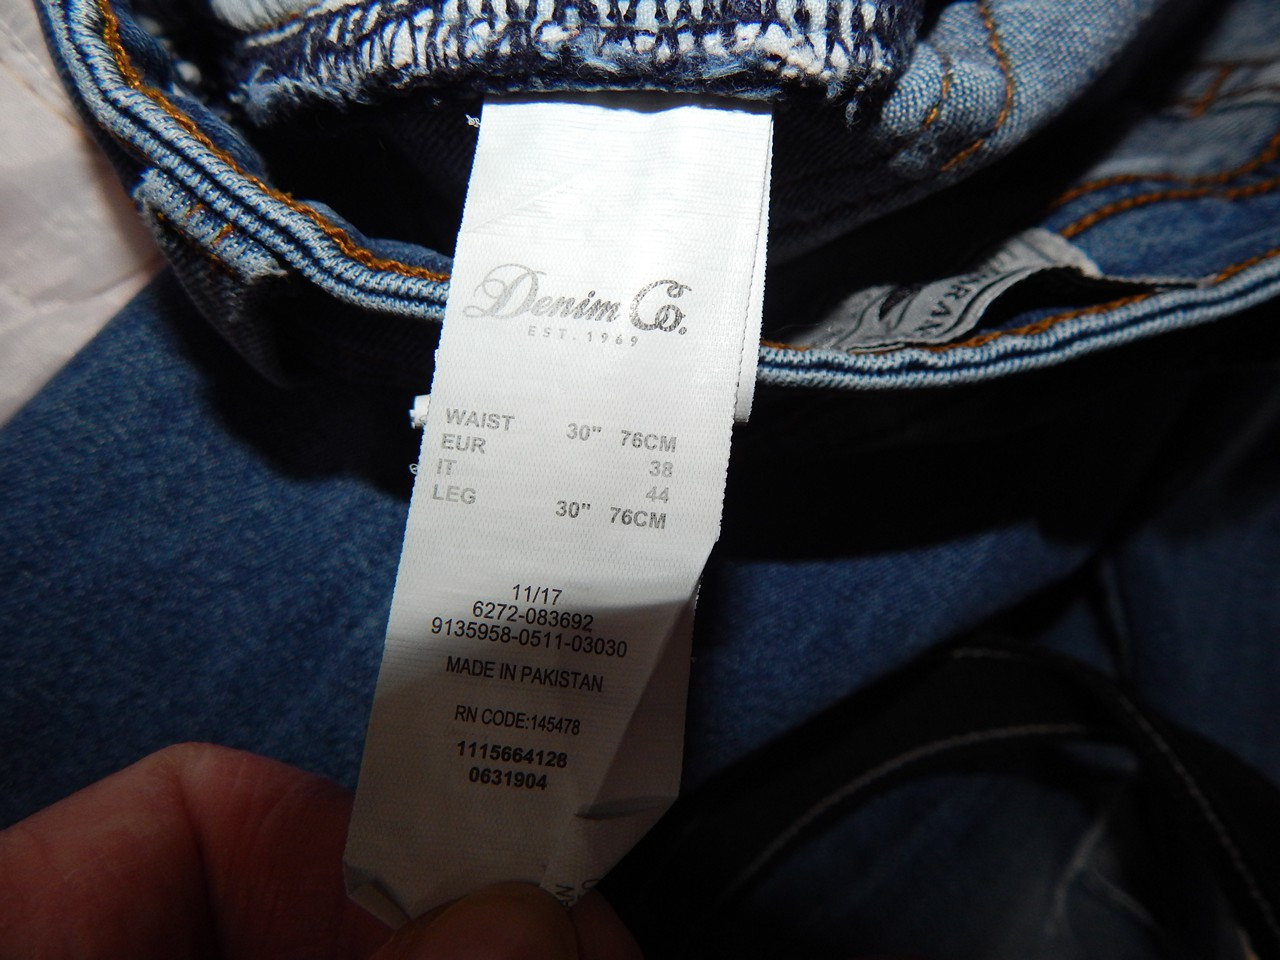 Denim Co.
EST. 1969
WAIST 30" 76CM
EUR 38
IT 44
LEG 30" 76CM
11/17
6272-083692
9135958-0511-03030
MADE IN PAKISTAN
RN CODE:145478
1115664128
0631904